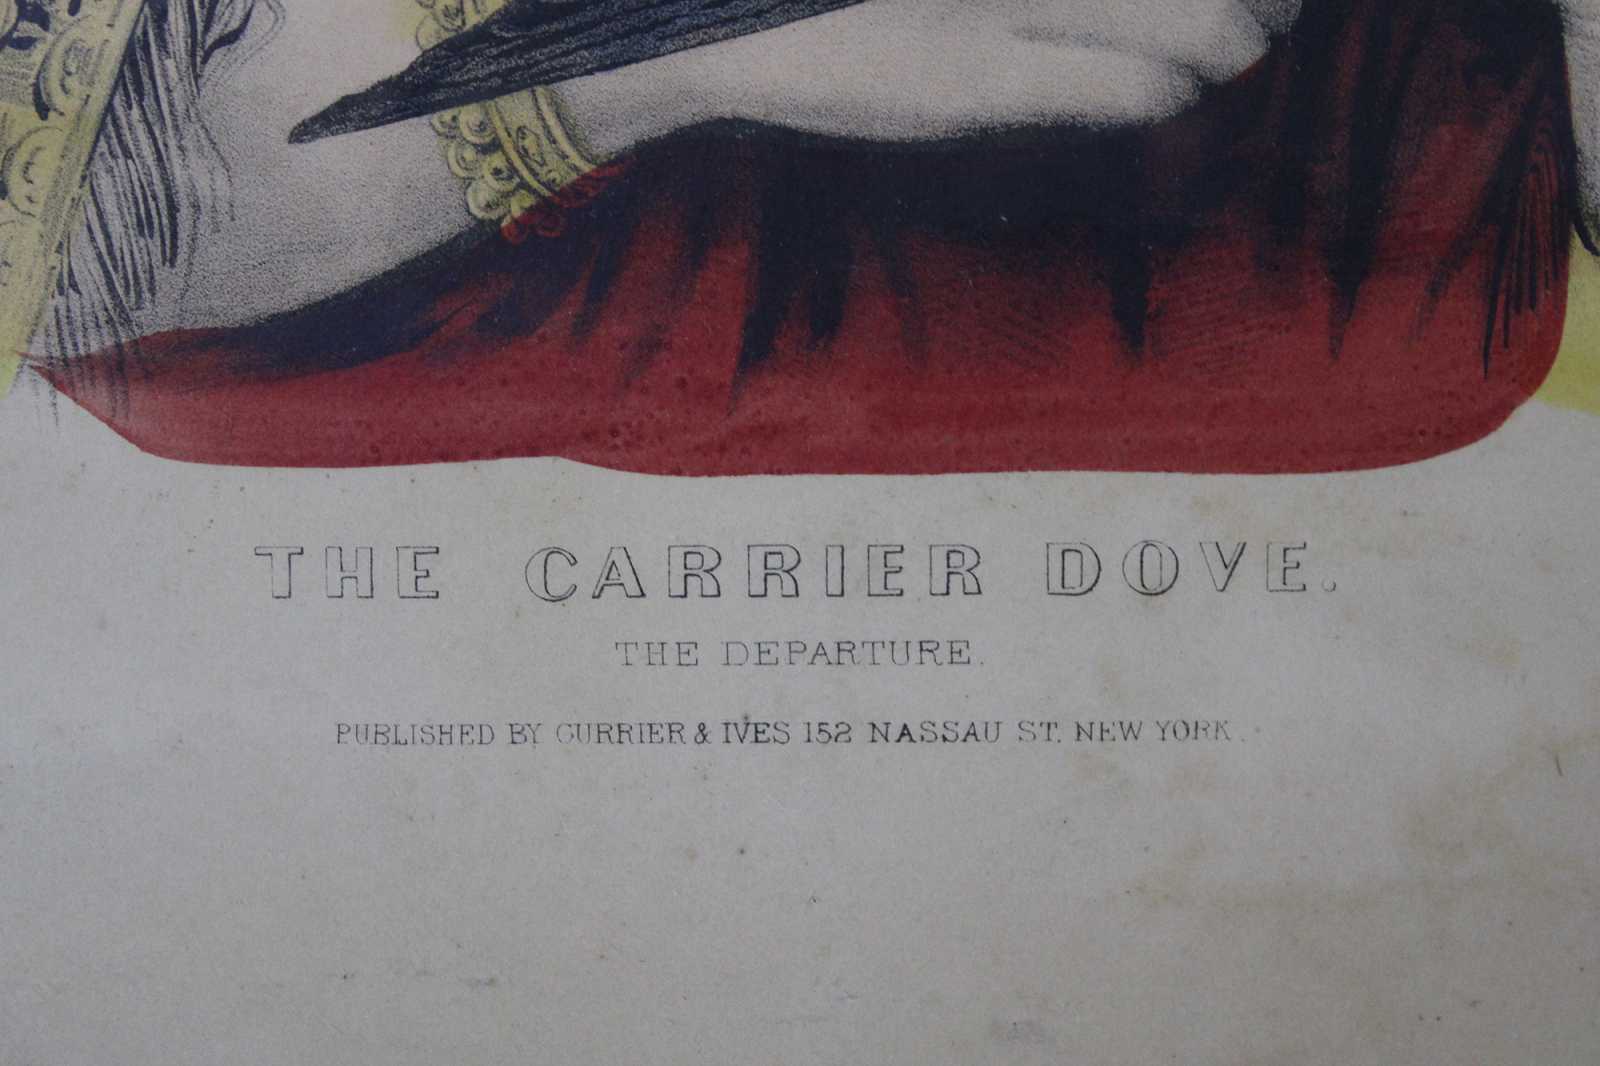 THE CARRIER DOVE.
THE DEPARTURE.
PUBLISHED BY CURRIER & IVES 152 NASSAU ST. NEW YORK.